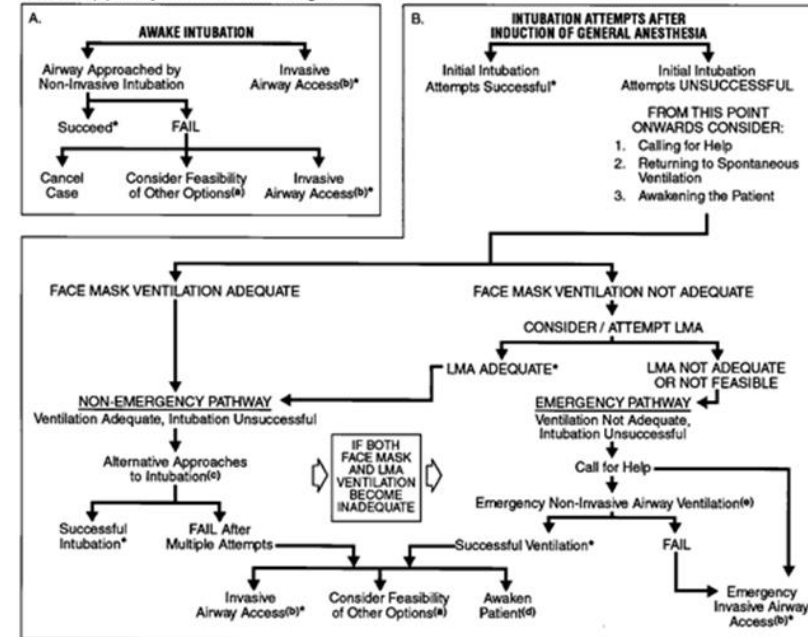 A.
AWAKE INTUBATION
Airway Approached by
Non-Invasive Intubation
Invasive
Airway Access(b)*
Succeed*
FAIL
Cancel
Case
Consider Feasibility
of Other Options(a)
Invasive
Airway Access(b)*
B.
INTUBATION ATTEMPTS AFTER
INDUCTION OF GENERAL ANESTHESIA
Initial Intubation
Attempts Successful*
Initial Intubation
Attempts UNSUCCESSFUL
FROM THIS POINT
ONWARDS CONSIDER:
1. Calling for Help
2. Returning to Spontaneous
Ventilation
3. Awakening the Patient
FACE MASK VENTILATION ADEQUATE
FACE MASK VENTILATION NOT ADEQUATE
CONSIDER / ATTEMPT LMA
LMA ADEQUATE*
LMA NOT ADEQUATE
OR NOT FEASIBLE
NON-EMERGENCY PATHWAY
Ventilation Adequate, Intubation Unsuccessful
EMERGENCY PATHWAY
Ventilation Not Adequate,
Intubation Unsuccessful
Alternative Approaches
to Intubation(c)
IF BOTH
FACE MASK
AND LMA
VENTILATION
BECOME
INADEQUATE
Call for Help
Emergency Non-Invasive Airway Ventilation(e)
Successful
Intubation*
FAIL After
Multiple Attempts
Successful Ventilation*
FAIL
Invasive
Airway Access(b)*
Consider Feasibility
of Other Options(a)
Awaken
Patient(d)
Emergency
Invasive Airway
Access(b)*